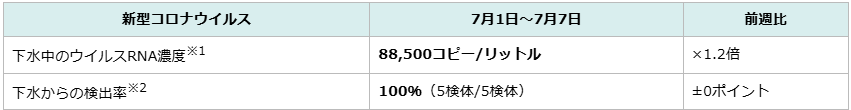 新型コロナウイルス 7月1日～7月7日 前週比
下水中のウイルスRNA濃度※1 88,500コピー/リットル ×1.2倍
下水からの検出率※2 100%（5検体/5検体） ±0ポイント